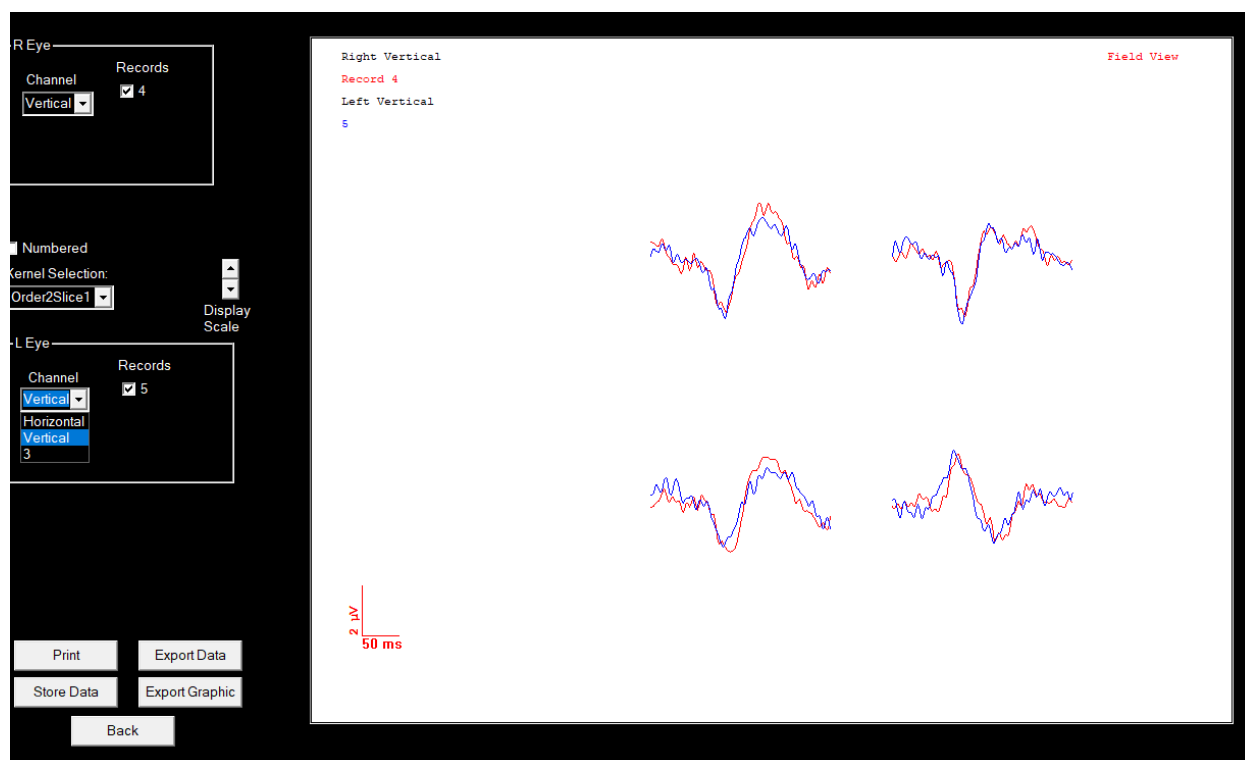 R Eye
Channel
Records
Vertical
4
Numbered
Kernel Selection:
Order2Slice1
Display
Scale
L Eye
Channel
Records
Vertical
5
Horizontal
Vertical
3
Print
Export Data
Store Data
Export Graphic
Back
Right Vertical
Record 4
Left Vertical
5
Field View
2 µV
50 ms